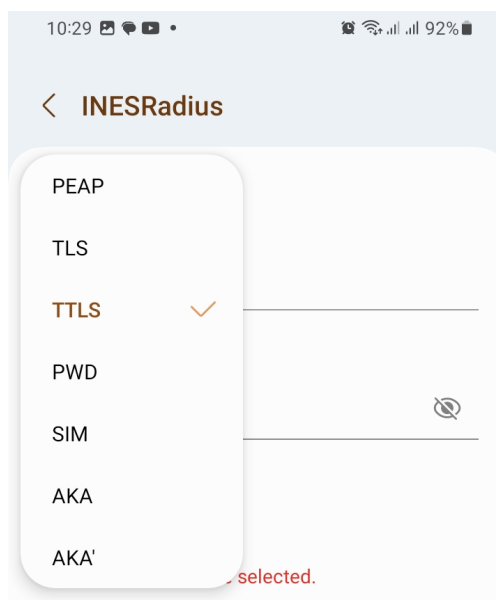 10:29 92%
INESRadius
PEAP
TLS
TTLS
PWD
SIM
AKA
AKA'
selected.